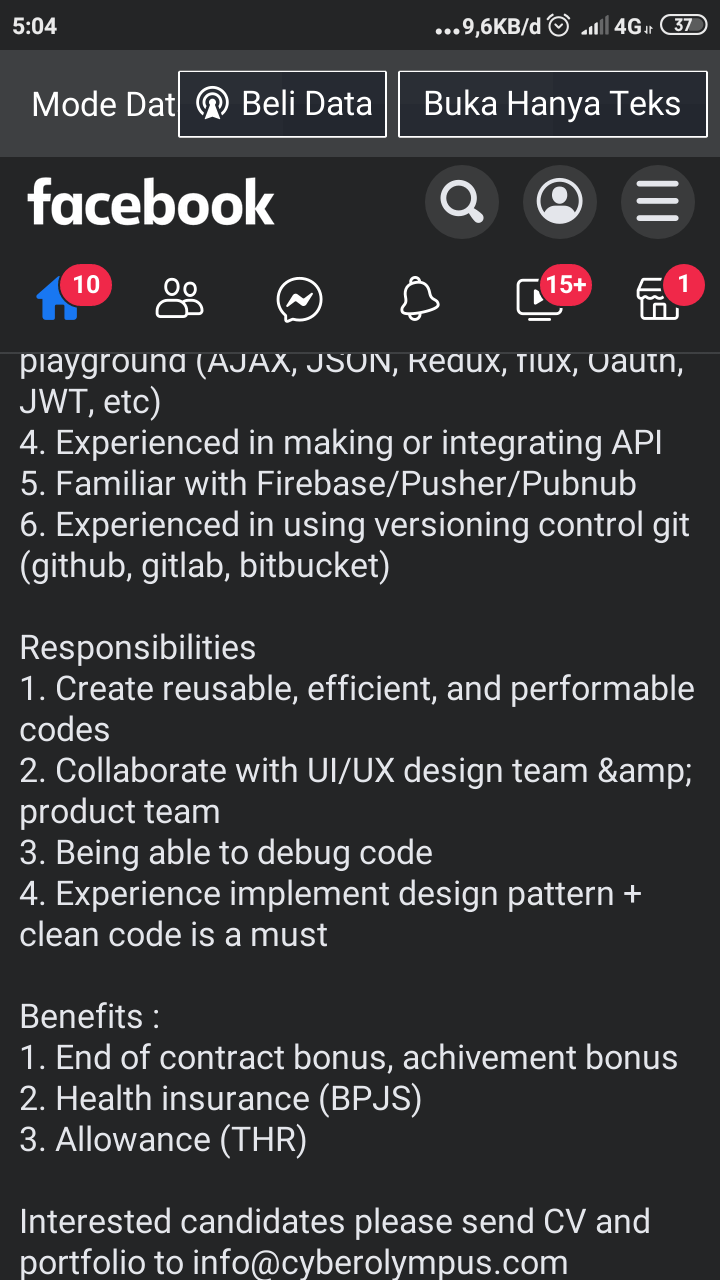 5:04
...9,6KB/d 4G 37
Mode Dat Beli Data Buka Hanya Teks
facebook
10 15+ 1
playground (AJAX, JSON, Redux, flux, Oauth,
JWT, etc)
4. Experienced in making or integrating API
5. Familiar with Firebase/Pusher/Pubnub
6. Experienced in using versioning control git
(github, gitlab, bitbucket)
Responsibilities
1. Create reusable, efficient, and performable
codes
2. Collaborate with UI/UX design team &amp;amp;
product team
3. Being able to debug code
4. Experience implement design pattern +
clean code is a must
Benefits :
1. End of contract bonus, achivement bonus
2. Health insurance (BPJS)
3. Allowance (THR)
Interested candidates please send CV and
portfolio to info@cyberolympus.com